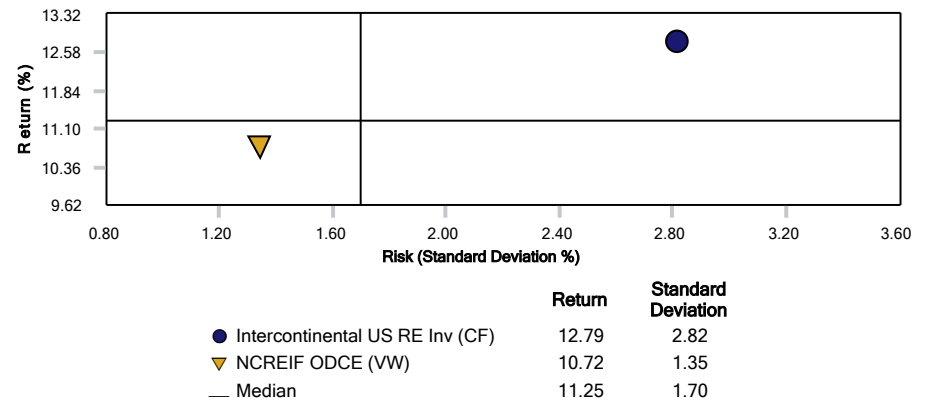 13.32
12.58
11.84
11.10
10.36
9.62
Return (%)
0.80 1.20 1.60 2.00 2.40 2.80 3.20 3.60
Risk (Standard Deviation %)
Return Standard Deviation
Intercontinental US RE Inv (CF) 12.79 2.82
NCREIF ODCE (VW) 10.72 1.35
Median 11.25 1.70